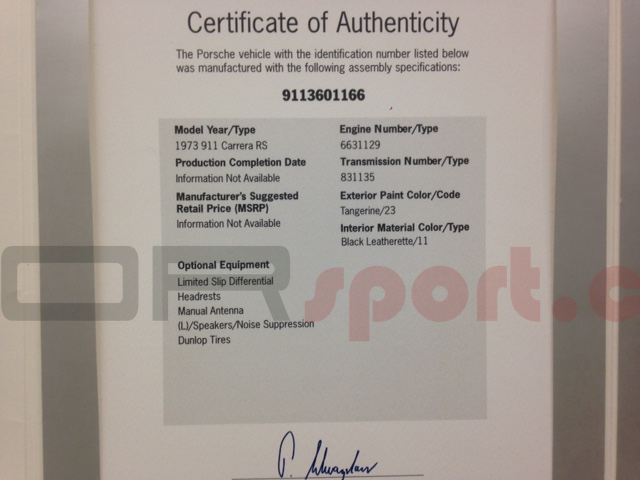 Certificate of Authenticity
The Porsche vehicle with the identification number listed below
was manufactured with the following assembly specifications:
9113601166
Model Year/Type
1973 911 Carrera RS
Production Completion Date
Information Not Available
Manufacturer's Suggested
Retail Price (MSRP)
Information Not Available
Engine Number/Type
6631129
Transmission Number/Type
831135
Exterior Paint Color/Code
Tangerine/23
Interior Material Color/Type
Black Leatherette/11
Optional Equipment
Limited Slip Differential
Headrests
Manual Antenna
(L)/Speakers/Noise Suppression
Dunlop Tires
sport.c